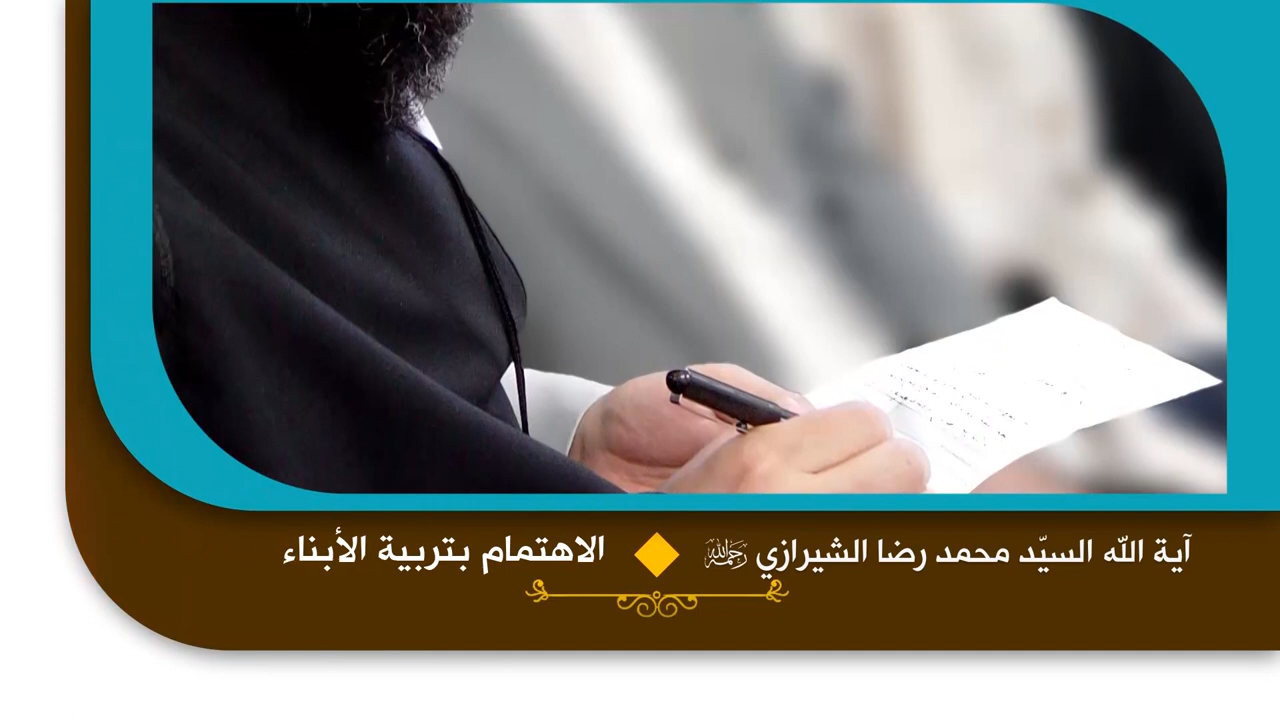 آية الله السيّد محمد رضا الشيرازي رحمه الله ◆ الاهتمام بتربية الأبناء